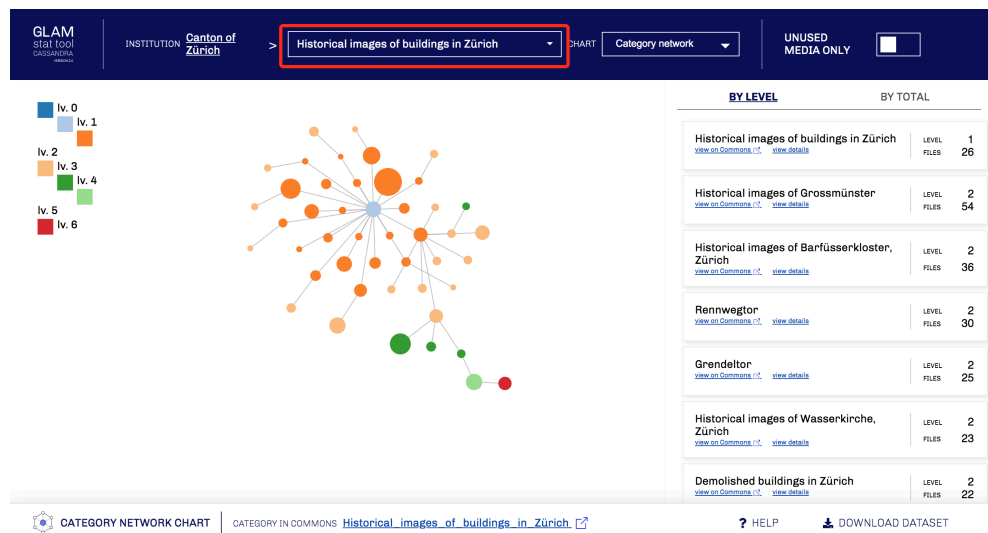 GLAM
stat tool
CASSANDRA
VERSION 2.0
INSTITUTION Canton of
Zürich
>
Historical images of buildings in Zürich
CHART Category network
UNUSED
MEDIA ONLY
lv. 0
lv. 1
lv. 2
lv. 3
lv. 4
lv. 5
lv. 6
BY LEVEL BY TOTAL
Historical images of buildings in Zürich LEVEL 1
view on Commons view details FILES 26
Historical images of Grossmünster LEVEL 2
view on Commons view details FILES 54
Historical images of Barfüsserkloster, LEVEL 2
Zürich
view on Commons view details FILES 36
Rennwegtor LEVEL 2
view on Commons view details FILES 30
Grendeltor LEVEL 2
view on Commons view details FILES 25
Historical images of Wasserkirche, LEVEL 2
Zürich
view on Commons view details FILES 23
Demolished buildings in Zürich LEVEL 2
view on Commons view details FILES 22
CATEGORY NETWORK CHART CATEGORY IN COMMONS Historical_images_of_buildings_in_Zürich ? HELP DOWNLOAD DATASET